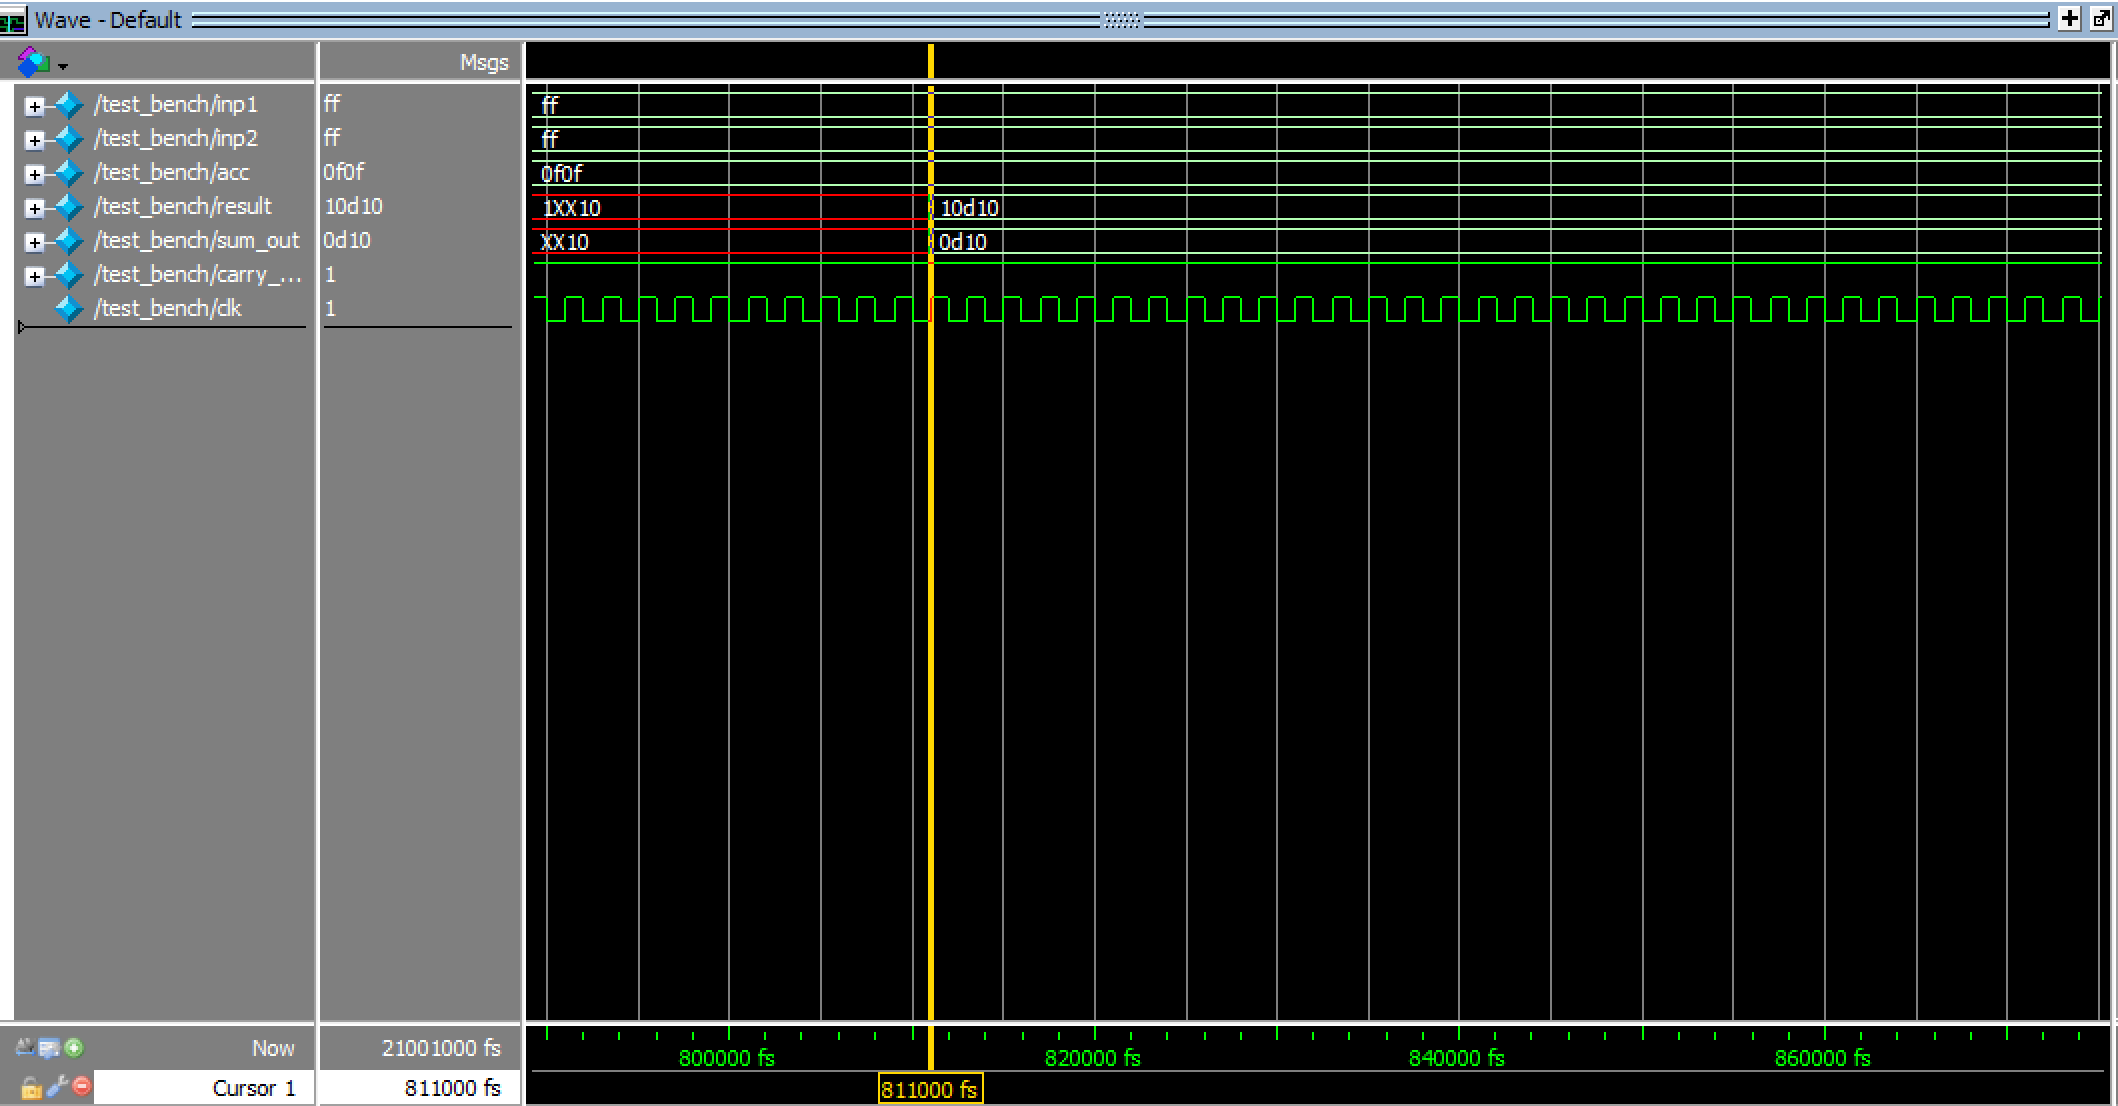 Wave - Default
Msgs
/test_bench/inp1 ff ff
/test_bench/inp2 ff ff
/test_bench/acc 0f0f 0f0f
/test_bench/result 10d10 1XX10 10d10
/test_bench/sum_out 0d10 XX10 0d10
/test_bench/carry_... 1
/test_bench/clk 1
Now 21001000 fs 800000 fs 820000 fs 840000 fs 860000 fs
Cursor 1 811000 fs 811000 fs